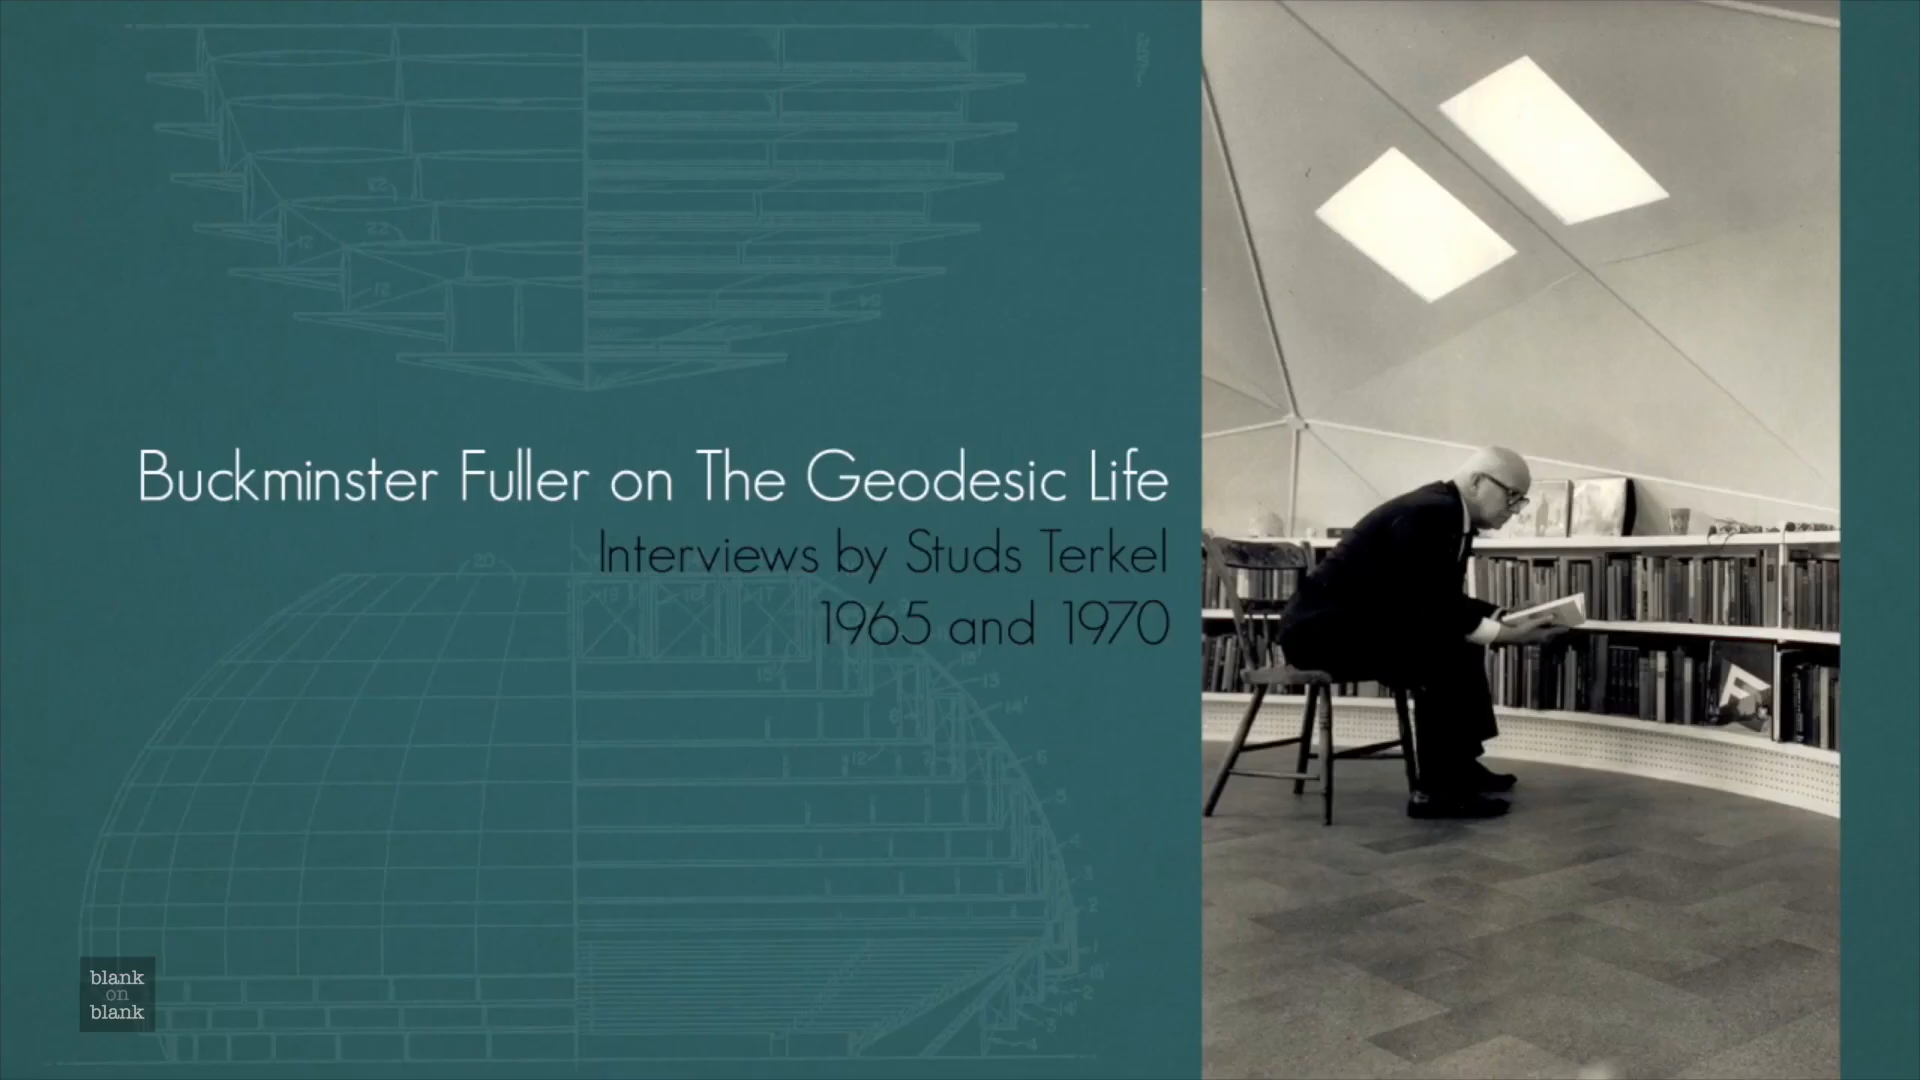 Buckminster Fuller on The Geodesic Life
Interviews by Studs Terkel
1965 and 1970
blank
on
blank